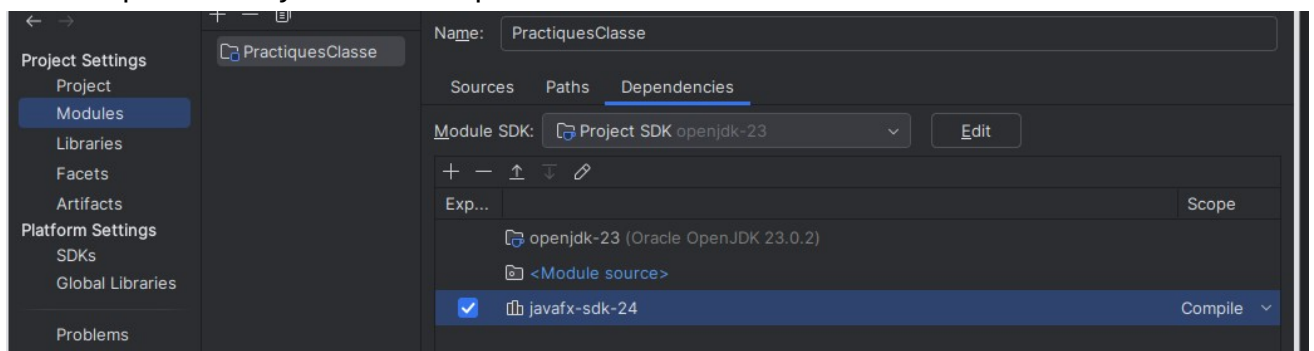 Project Settings
Project
Modules
Libraries
Facets
Artifacts
Platform Settings
SDKs
Global Libraries
Problems
PractiquesClasse
Name: PractiquesClasse
Sources Paths Dependencies
Module SDK: Project SDK openjdk-23 Edit
Exp... Scope
openjdk-23 (Oracle OpenJDK 23.0.2)
<Module source>
javafx-sdk-24 Compile